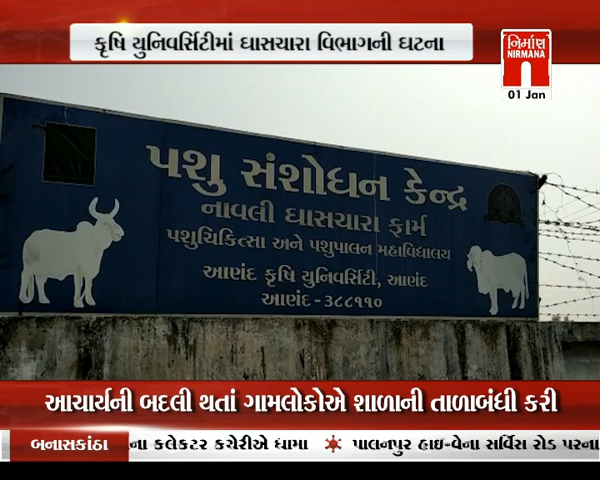 કૃષિ યુનિવર્સિટીમાં ઘાસચારા વિભાગની ઘટના
નિર્માણ
NIRMANA
01 Jan
પશુ સંશોધન કેન્દ્ર
નાવલી ઘાસચારા ફાર્મ
પશુચિકિત્સા અને પશુપાલન મહાવિદ્યાલય
આણંદ કૃષિ યુનિવર્સિટી, આણંદ
આણંદ - ૩૮૮૧૧૦
આચાર્યની બદલી થતાં ગામલોકોએ શાળાની તાળાબંધી કરી
બનાસકાંઠા ના કલેકટર કચેરીએ ધામા પાલનપુર હાઇ-વેના સર્વિસ રોડ પરના